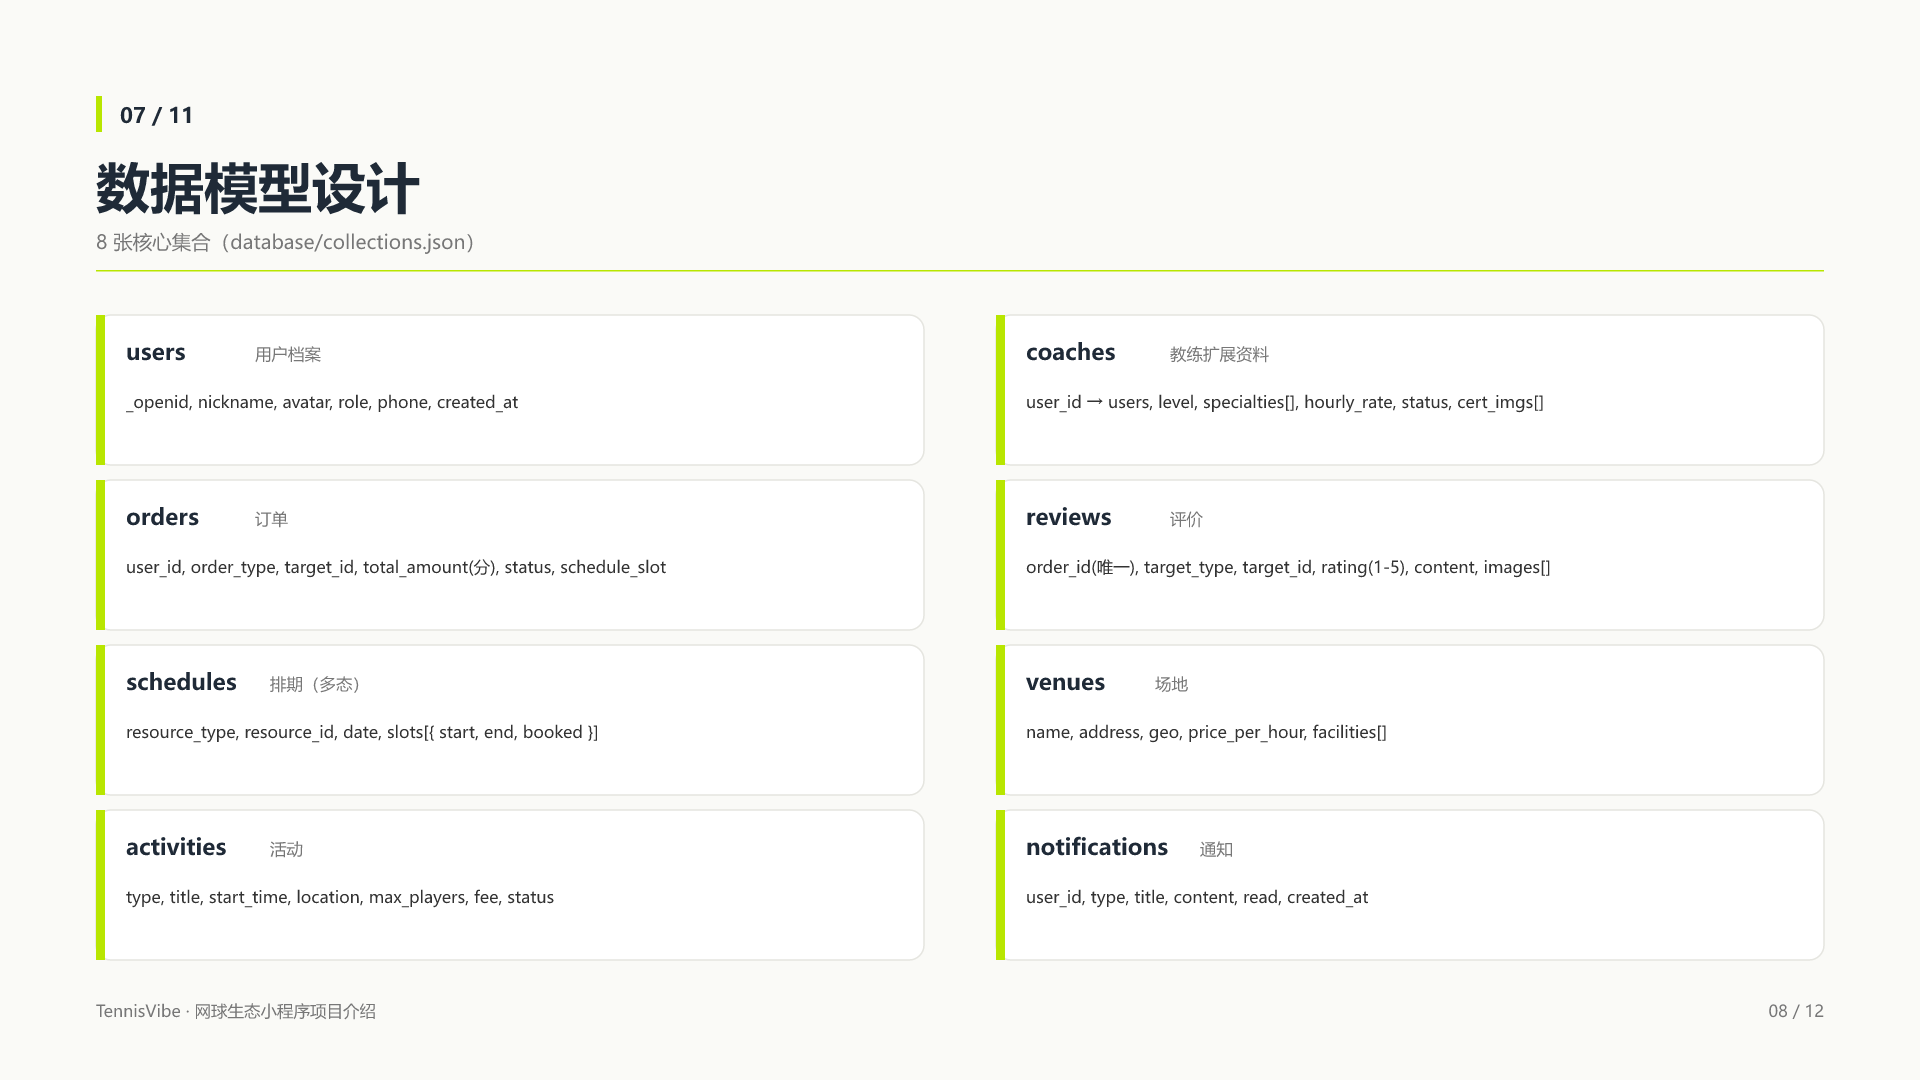 07 / 11
数据模型设计
8 张核心集合（database/collections.json）
users 用户档案
_openid, nickname, avatar, role, phone, created_at
coaches 教练扩展资料
user_id → users, level, specialties[], hourly_rate, status, cert_imgs[]
orders 订单
user_id, order_type, target_id, total_amount(分), status, schedule_slot
reviews 评价
order_id(唯一), target_type, target_id, rating(1-5), content, images[]
schedules 排期（多态）
resource_type, resource_id, date, slots[{ start, end, booked }]
venues 场地
name, address, geo, price_per_hour, facilities[]
activities 活动
type, title, start_time, location, max_players, fee, status
notifications 通知
user_id, type, title, content, read, created_at
TennisVibe · 网球生态小程序项目介绍
08 / 12